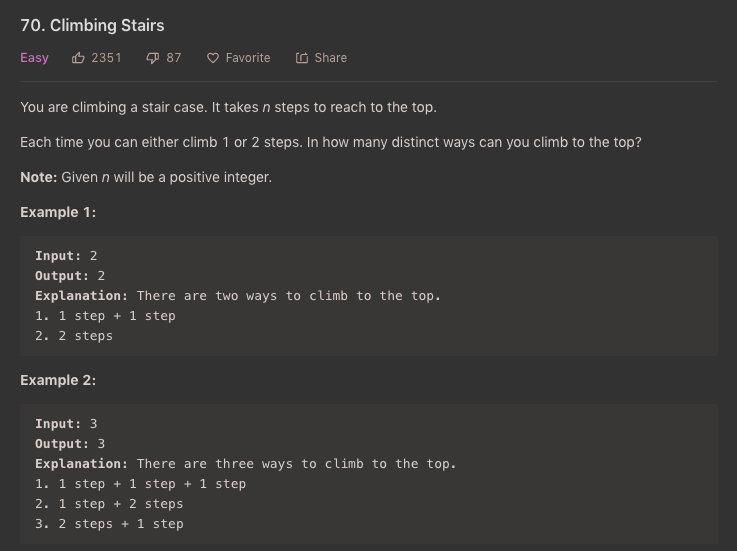 70. Climbing Stairs
Easy 2351 87 Favorite Share
You are climbing a stair case. It takes n steps to reach to the top.
Each time you can either climb 1 or 2 steps. In how many distinct ways can you climb to the top?
Note: Given n will be a positive integer.
Example 1:
Input: 2
Output: 2
Explanation: There are two ways to climb to the top.
1. 1 step + 1 step
2. 2 steps
Example 2:
Input: 3
Output: 3
Explanation: There are three ways to climb to the top.
1. 1 step + 1 step + 1 step
2. 1 step + 2 steps
3. 2 steps + 1 step